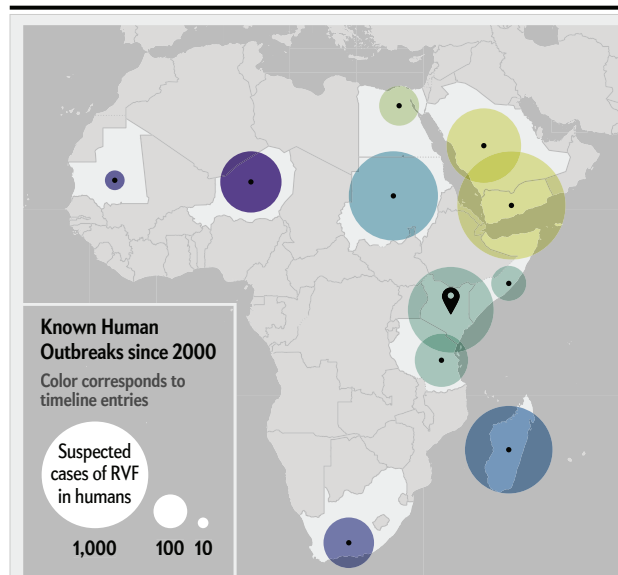 Known Human
Outbreaks since 2000
Color corresponds to
timeline entries
Suspected
cases of RVF
in humans
1,000
100
10